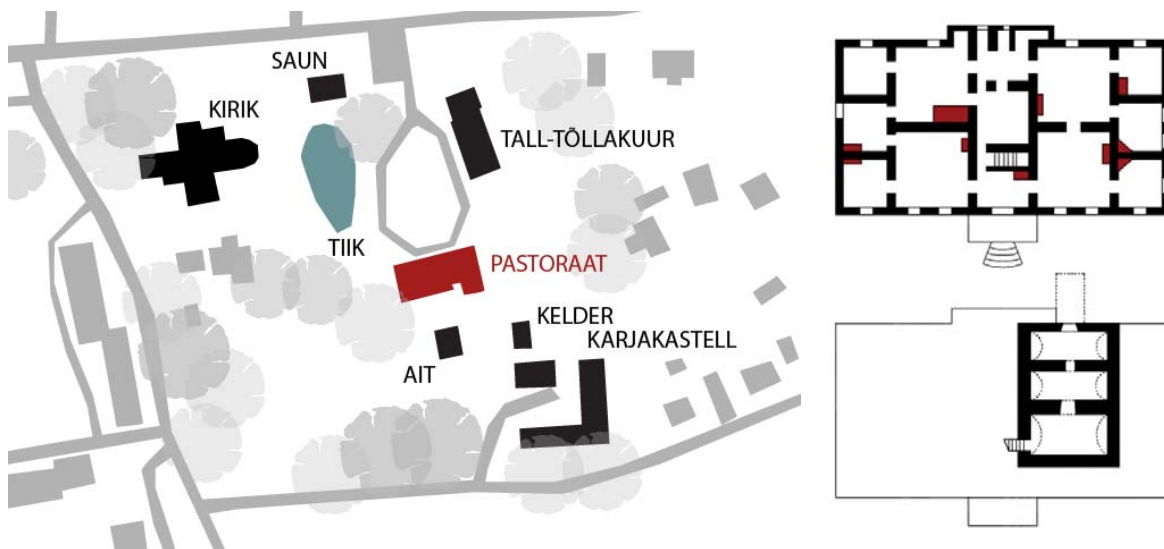 SAUN
KIRIK
TALL-TÕLLAKUUR
TIIK
PASTORAAT
KELDER
KARJAKASTELL
AIT